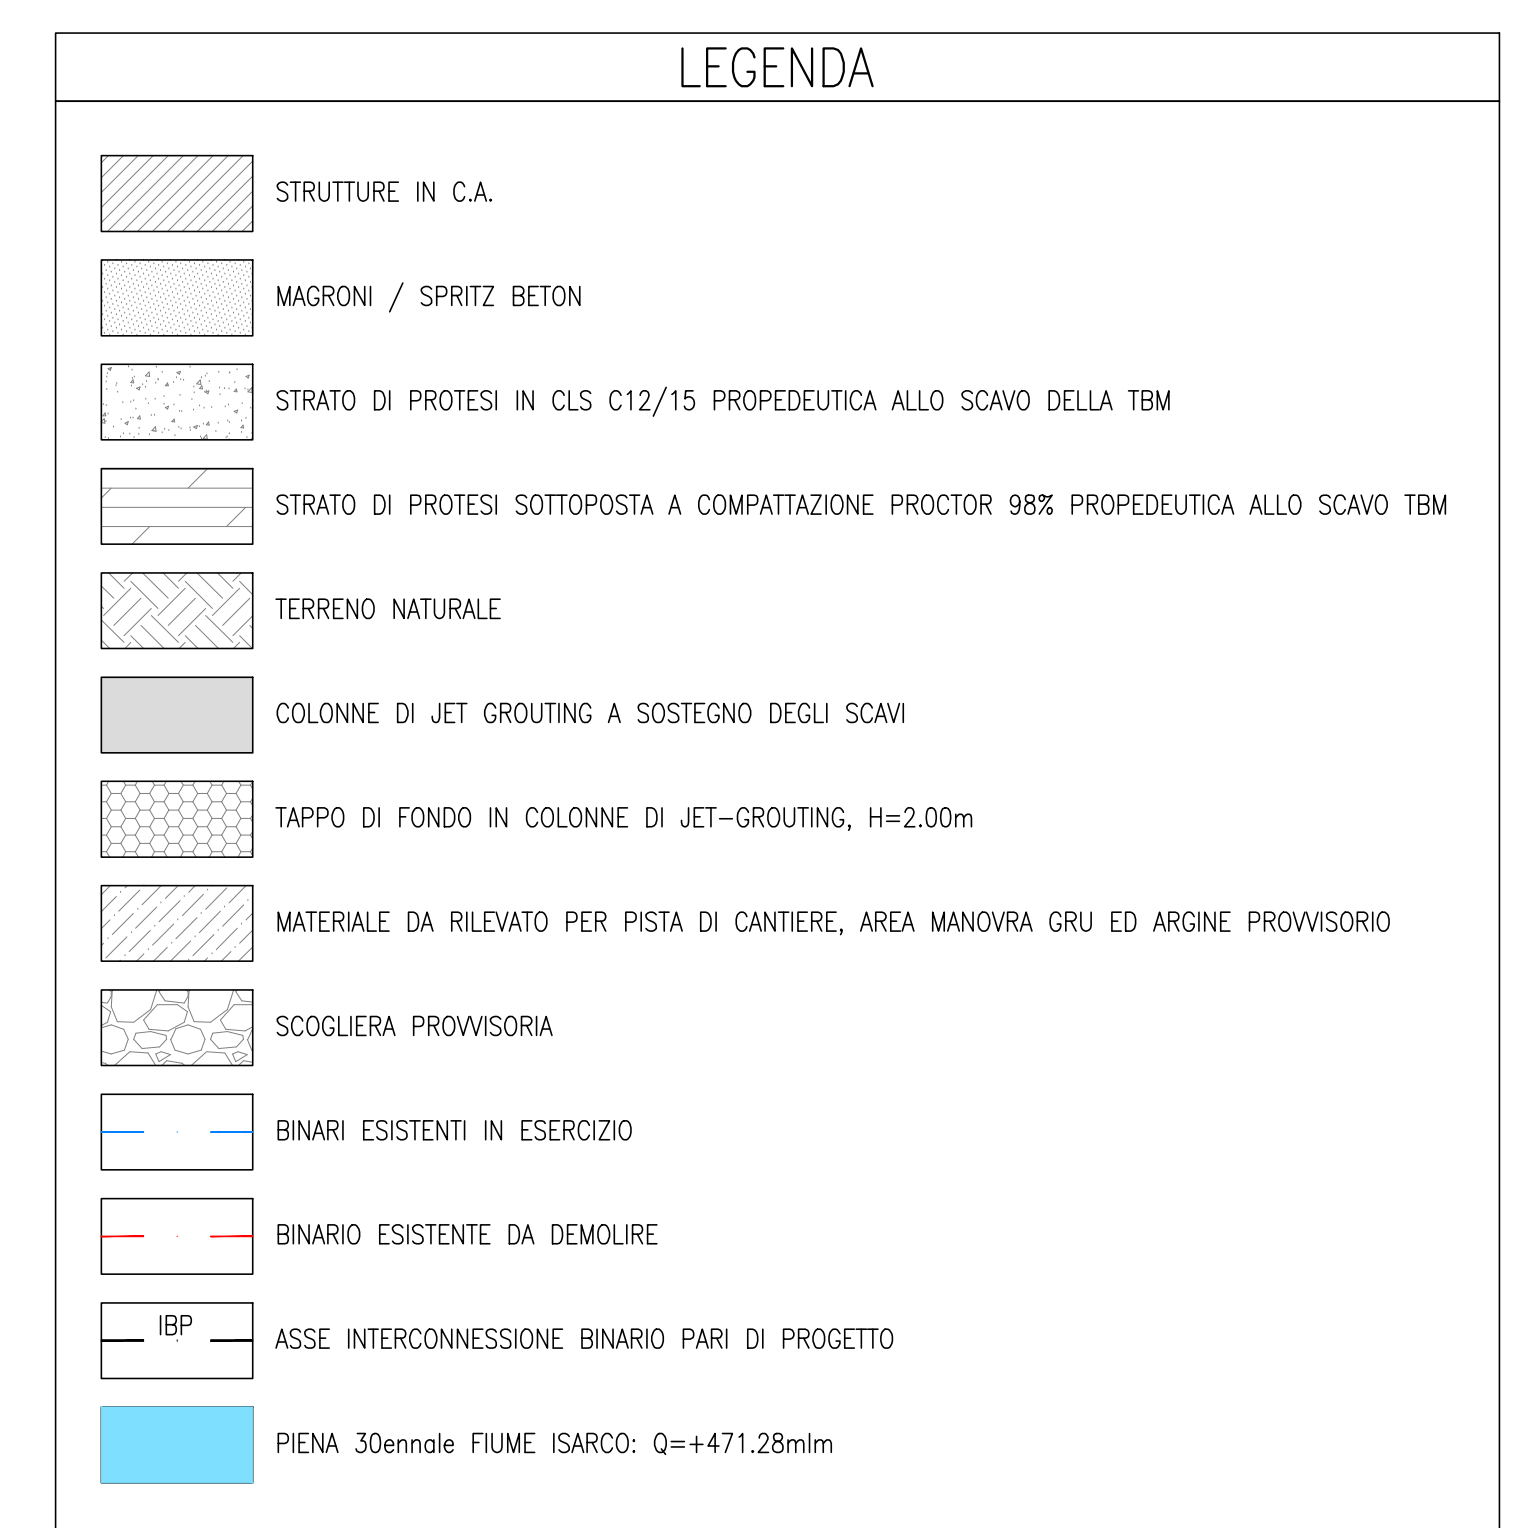 LEGENDA
STRUTTURE IN C.A.
MAGRONI / SPRITZ BETON
STRATO DI PROTESI IN CLS C12/15 PROPEDEUTICA ALLO SCAVO DELLA TBM
STRATO DI PROTESI SOTTOPOSTA A COMPATTAZIONE PROCTOR 98% PROPEDEUTICA ALLO SCAVO TBM
TERRENO NATURALE
COLONNE DI JET GROUTING A SOSTEGNO DEGLI SCAVI
TAPPO DI FONDO IN COLONNE DI JET-GROUTING, H=2.00m
MATERIALE DA RILEVATO PER PISTA DI CANTIERE, AREA MANOVRA GRU ED ARGINE PROVVISORIO
SCOGLIERA PROVVISORIA
BINARI ESISTENTI IN ESERCIZIO
BINARIO ESISTENTE DA DEMOLIRE
IBP
ASSE INTERCONNESSIONE BINARIO PARI DI PROGETTO
PIENA 30ennale FIUME ISARCO: Q=+471.28mlm